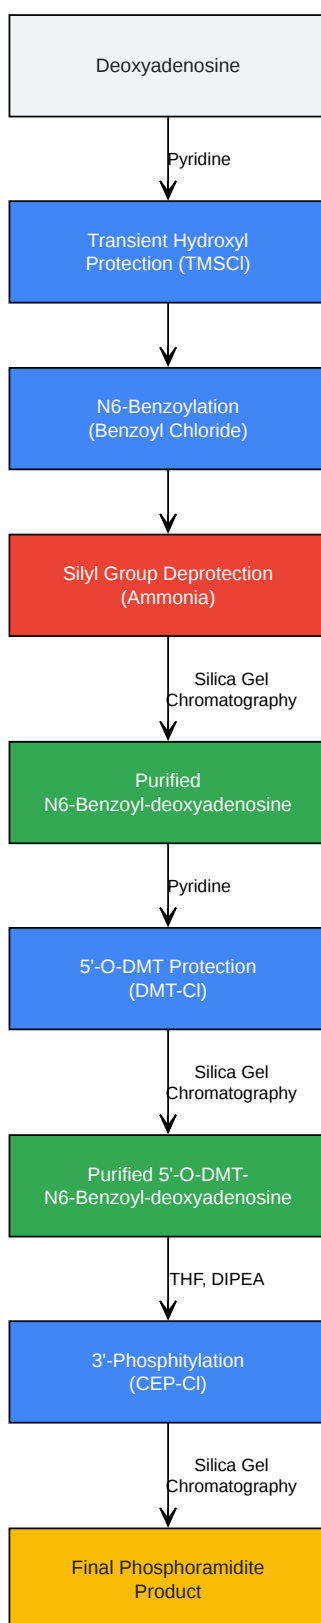 Deoxyadenosine
Pyridine
Transient Hydroxyl
Protection (TMSCl)
N6-Benzoylation
(Benzoyl Chloride)
Silyl Group Deprotection
(Ammonia)
Silica Gel
Chromatography
Purified
N6-Benzoyl-deoxyadenosine
Pyridine
5'-O-DMT Protection
(DMT-Cl)
Silica Gel
Chromatography
Purified 5'-O-DMT-
N6-Benzoyl-deoxyadenosine
THF, DIPEA
3'-Phosphitylation
(CEP-Cl)
Silica Gel
Chromatography
Final Phosphoramidite
Product